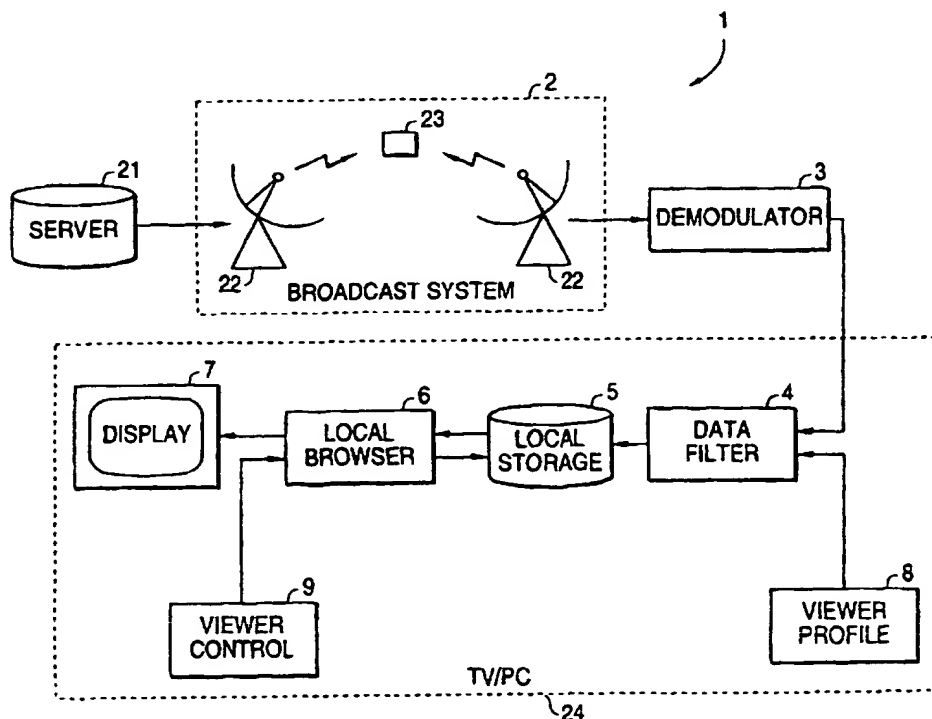 1
2
23
21
SERVER
22
22
BROADCAST SYSTEM
3
DEMODULATOR
7
DISPLAY
6
LOCAL
BROWSER
5
LOCAL
STORAGE
4
DATA
FILTER
9
VIEWER
CONTROL
8
VIEWER
PROFILE
TV/PC
24